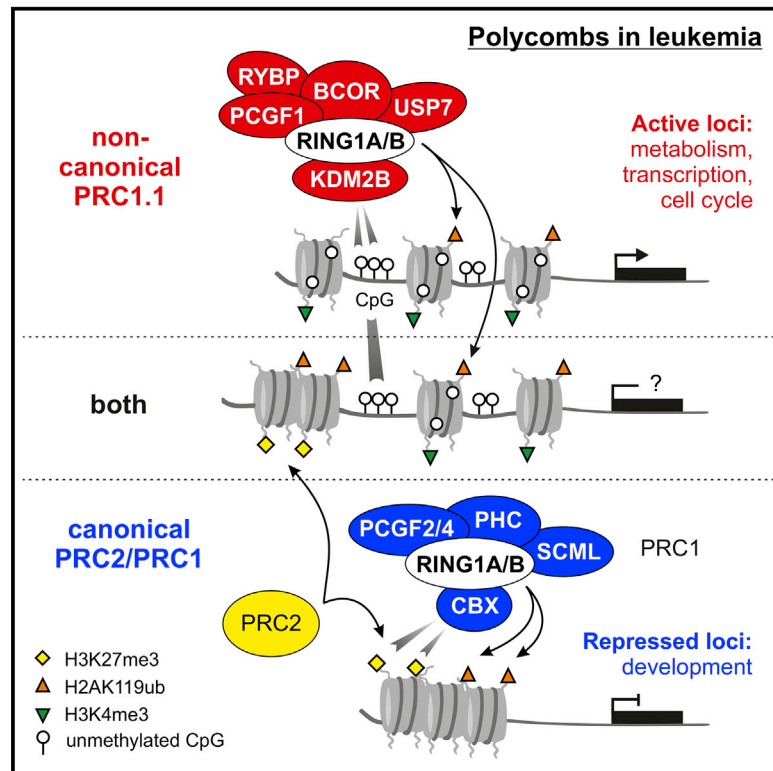 Polycombs in leukemia
RYBP
BCOR
USP7
PCGF1
RING1A/B
KDM2B
non-
canonical
PRC1.1
Active loci:
metabolism,
transcription,
cell cycle
CpG
both
?
canonical
PRC2/PRC1
PCGF2/4
PHC
SCML
RING1A/B
CBX
PRC1
PRC2
Repressed loci:
development
H3K27me3
H2AK119ub
H3K4me3
unmethylated CpG